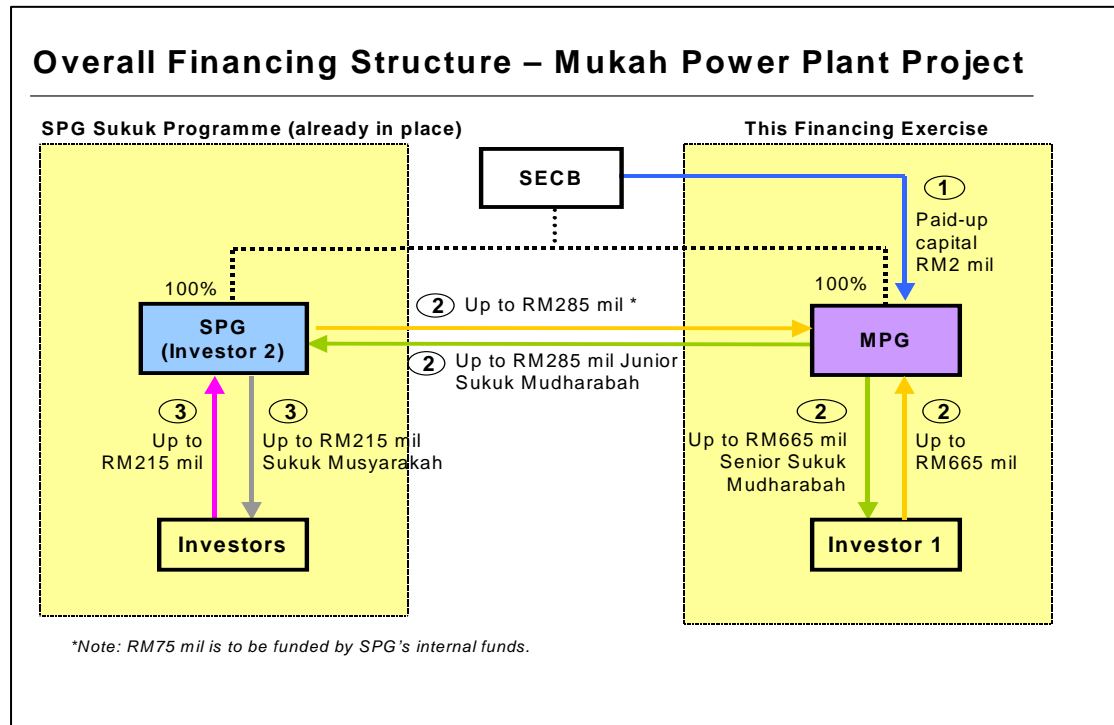 Overall Financing Structure – Mukah Power Plant Project
SPG Sukuk Programme (already in place)
This Financing Exercise
SECB
1
Paid-up
capital
RM2 mil
100%
100%
2 Up to RM285 mil *
SPG
(Investor 2)
MPG
2 Up to RM285 mil Junior
Sukuk Mudharabah
3
Up to
RM215 mil
3
Up to RM215 mil
Sukuk Musyarakah
2
Up to RM665 mil
Senior Sukuk
Mudharabah
2
Up to
RM665 mil
Investors
Investor 1
*Note: RM75 mil is to be funded by SPG's internal funds.